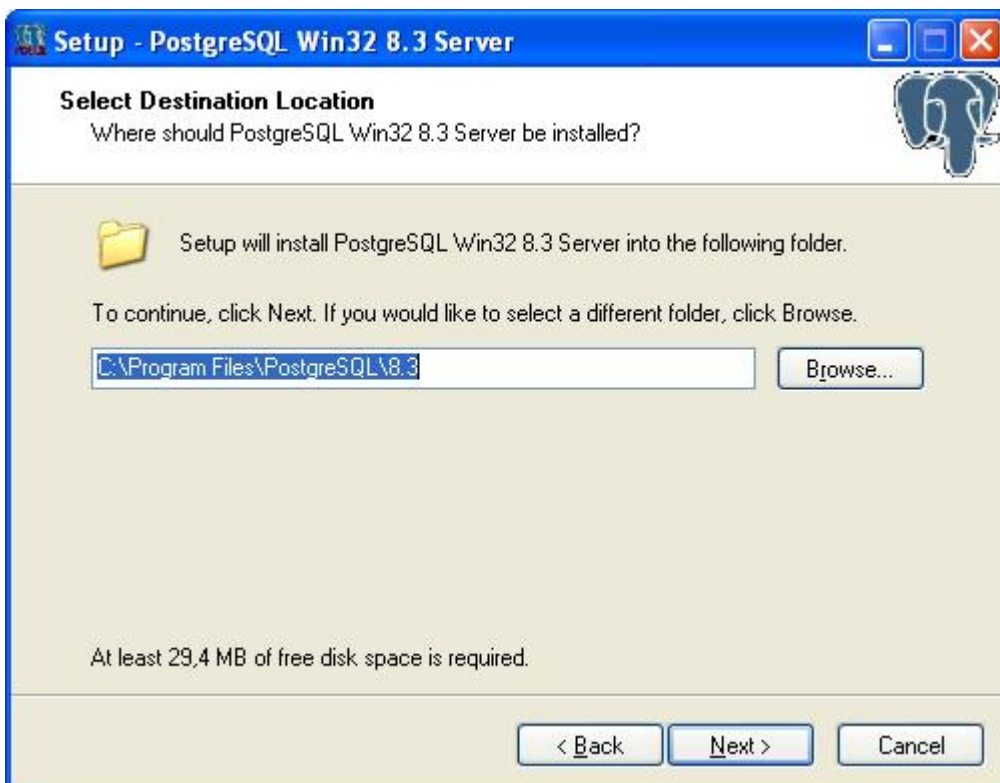 Setup - PostgreSQL Win32 8.3 Server
Select Destination Location
Where should PostgreSQL Win32 8.3 Server be installed?
Setup will install PostgreSQL Win32 8.3 Server into the following folder.
To continue, click Next. If you would like to select a different folder, click Browse.
C:\Program Files\PostgreSQL\8.3
Browse...
At least 29,4 MB of free disk space is required.
< Back
Next >
Cancel